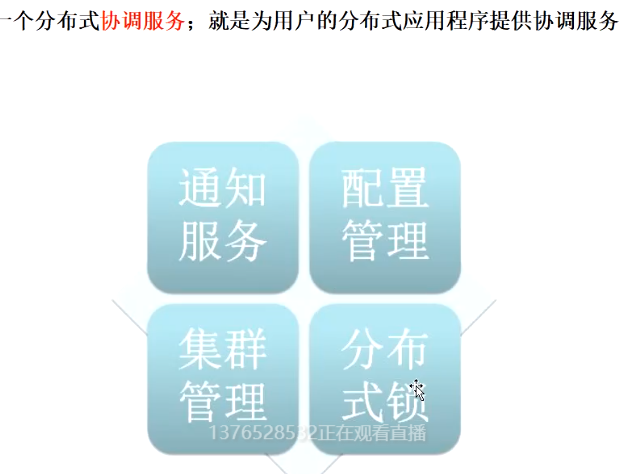 一个分布式协调服务；就是为用户的分布式应用程序提供协调服务
通知
服务
配置
管理
集群
管理
分布
式锁
1376528532正在观看直播